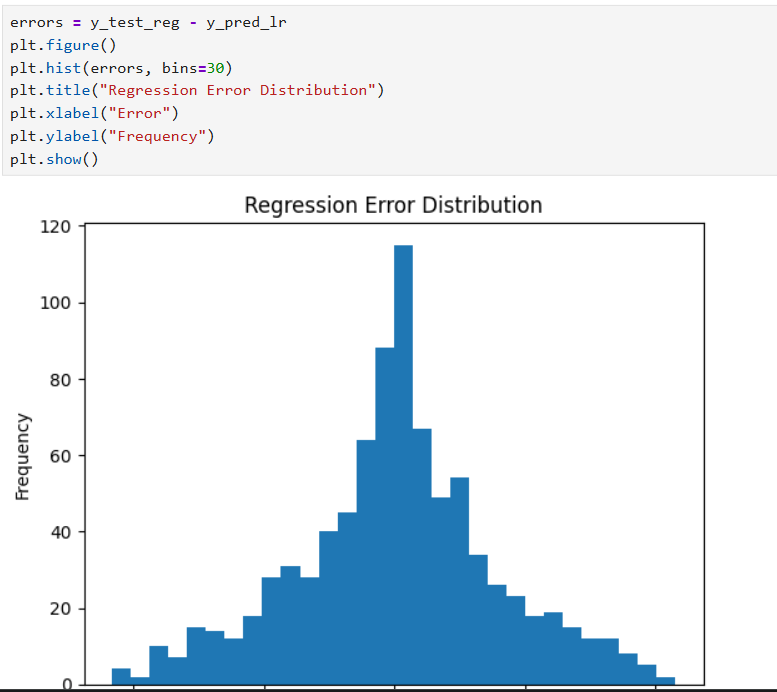 errors = y_test_reg - y_pred_lr
plt.figure()
plt.hist(errors, bins=30)
plt.title("Regression Error Distribution")
plt.xlabel("Error")
plt.ylabel("Frequency")
plt.show()
Regression Error Distribution
120
100
80
60
40
20
0
Frequency